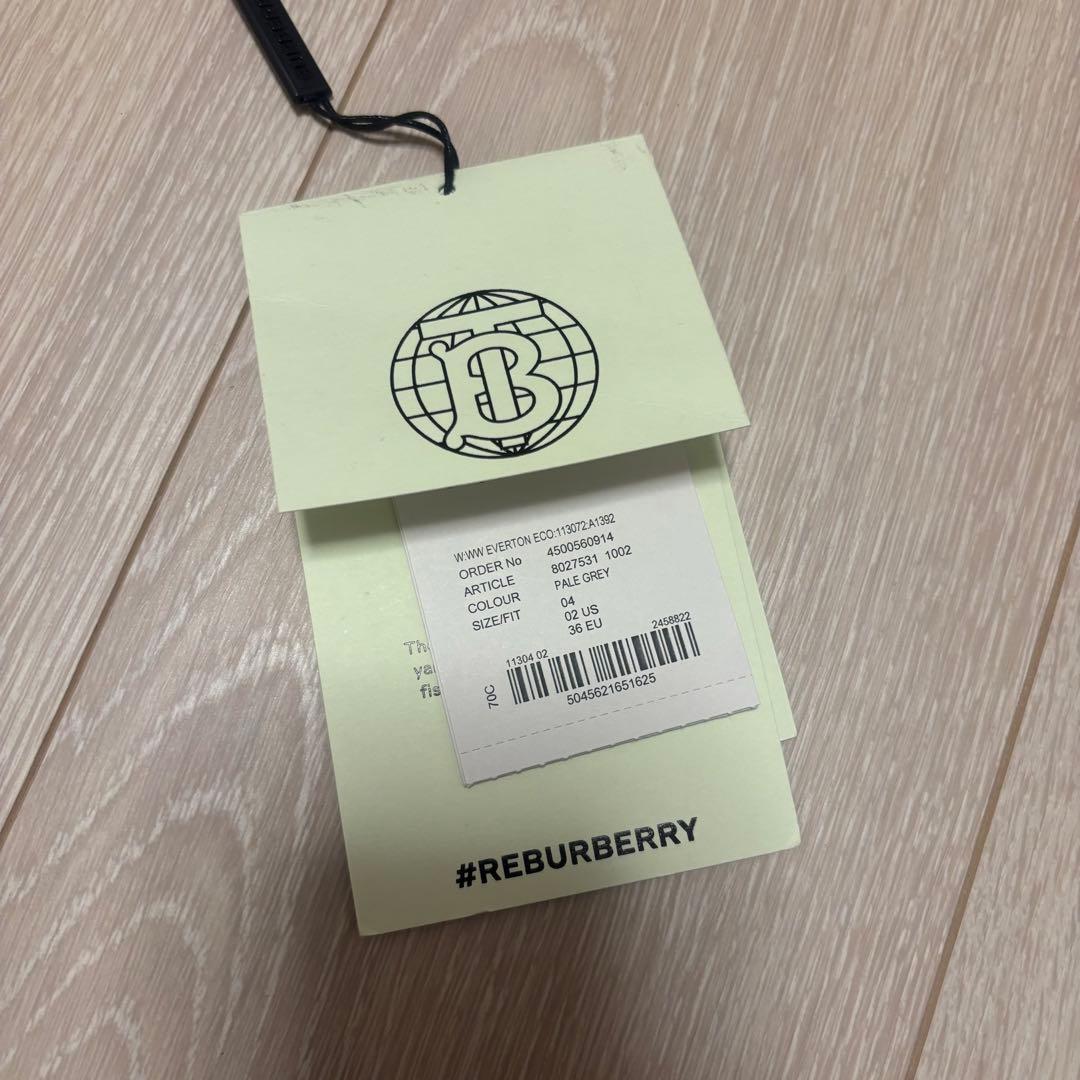 TB
W:WW EVERTON ECO:113072:A1392
ORDER No 4500560914
ARTICLE 8027531 1002
COLOUR PALE GREY
SIZE/FIT 04
02 US
36 EU
11304 02 2458822
70C
5045621651625
#REBURBERRY